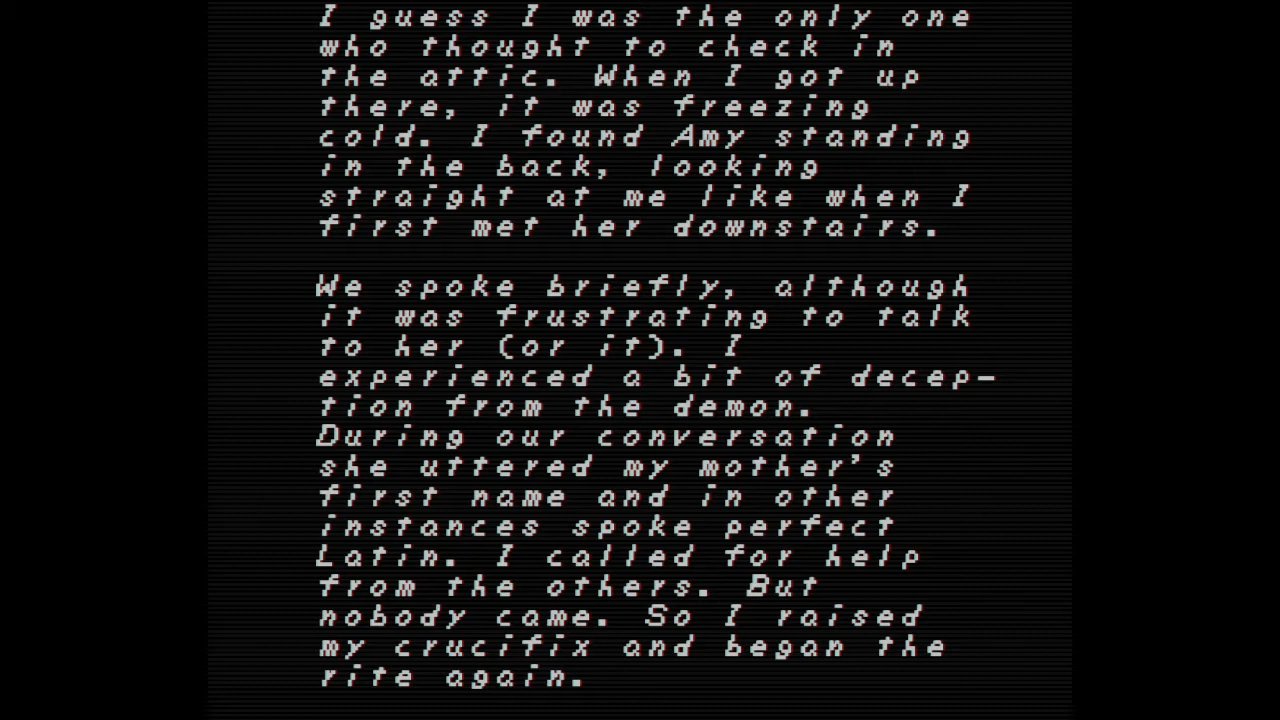 I guess I was the only one
who thought to check in
the attic. When I got up
there, it was freezing
cold. I found Amy standing
in the back, looking
straight at me like when I
first met her downstairs.
We spoke briefly, although
it was frustrating to talk
to her (or it). I
experienced a bit of decep-
tion from the demon.
During our conversation
she uttered my mother's
first name and in other
instances spoke perfect
Latin. I called for help
from the others. But
nobody came. So I raised
my crucifix and began the
rite again.